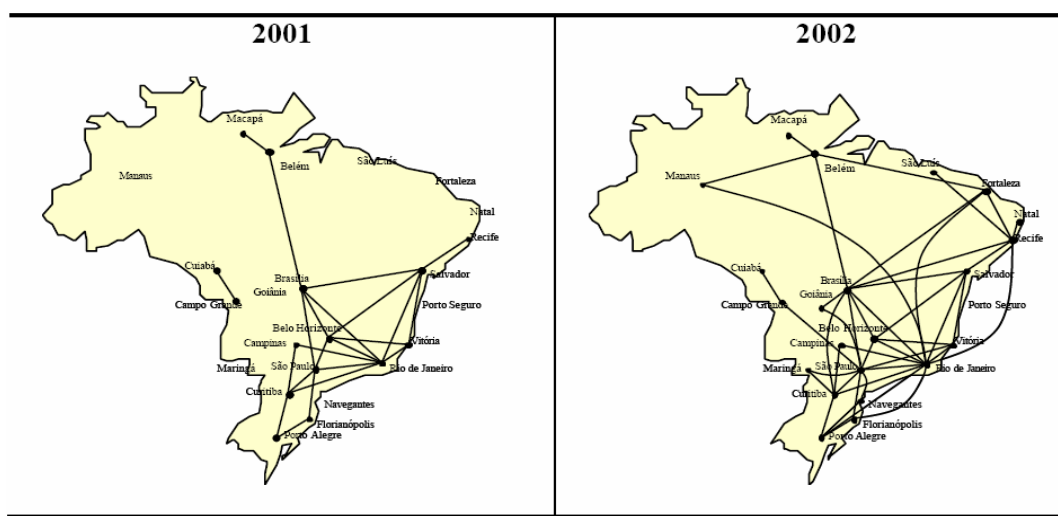 2001
Macapá
Belém
São Luís
Manaus
Fortaleza
Natal
Recife
Cuiabá
Brasília
Salvador
Goiânia
Campo Grande
Porto Seguro
Belo Horizonte
Campinas
Vitória
Maringá
São Paulo
Rio de Janeiro
Curitiba
Navegantes
Florianópolis
Porto Alegre
2002
Macapá
Belém
São Luís
Manaus
Fortaleza
Natal
Recife
Cuiabá
Brasília
Salvador
Goiânia
Campo Grande
Porto Seguro
Belo Horizonte
Campinas
Vitória
Maringá
São Paulo
Rio de Janeiro
Curitiba
Navegantes
Florianópolis
Porto Alegre